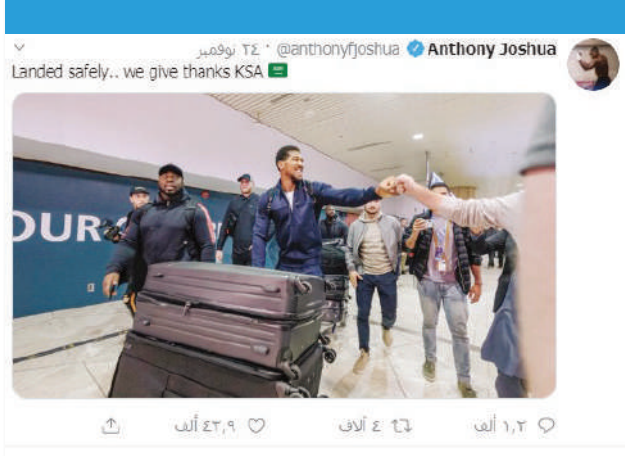 Anthony Joshua @anthonyfjoshua · ٢٤ نوفمبر
Landed safely.. we give thanks KSA
OUR
١,٢ ألف ٤ آلاف ٤٣,٩ ألف